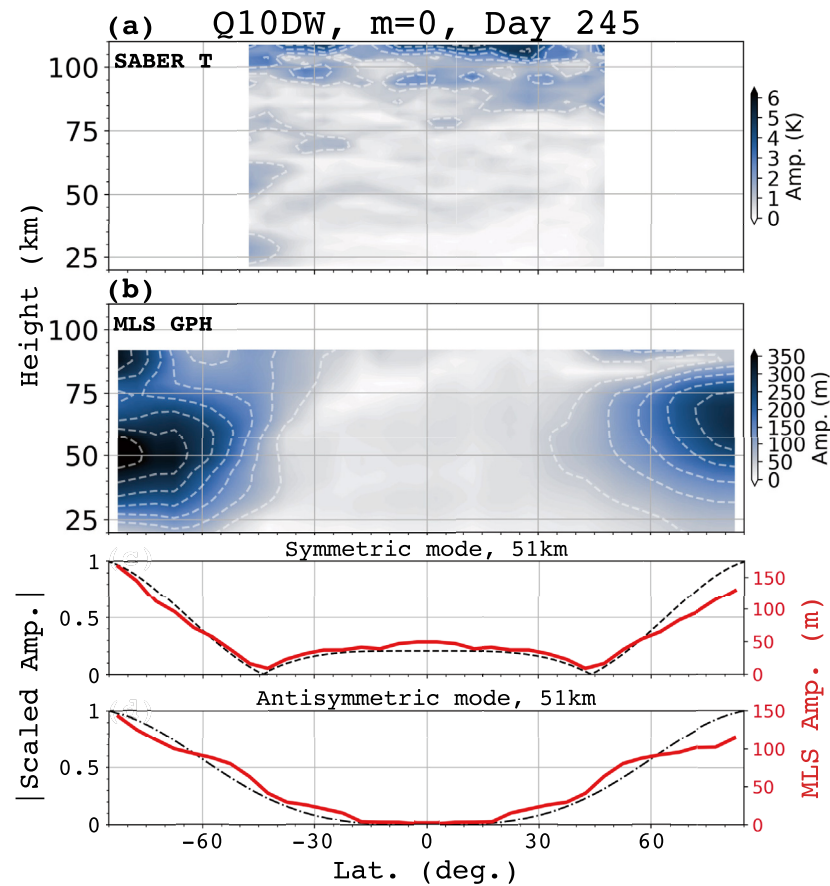 (a) Q10DW, m=0, Day 245
SABER T
100
75
50
25
6
5
4
3
2
1
0
Amp. (K)
Height (km)
(b)
MLS GPH
100
75
50
25
350
300
250
200
150
100
50
0
Amp. (m)
(c)
Symmetric mode, 51km
1
0.5
0
150
100
50
0
|Scaled Amp.|
MLS Amp. (m)
(d)
Antisymmetric mode, 51km
1
0.5
0
150
100
50
0
-60 -30 0 30 60
Lat. (deg.)